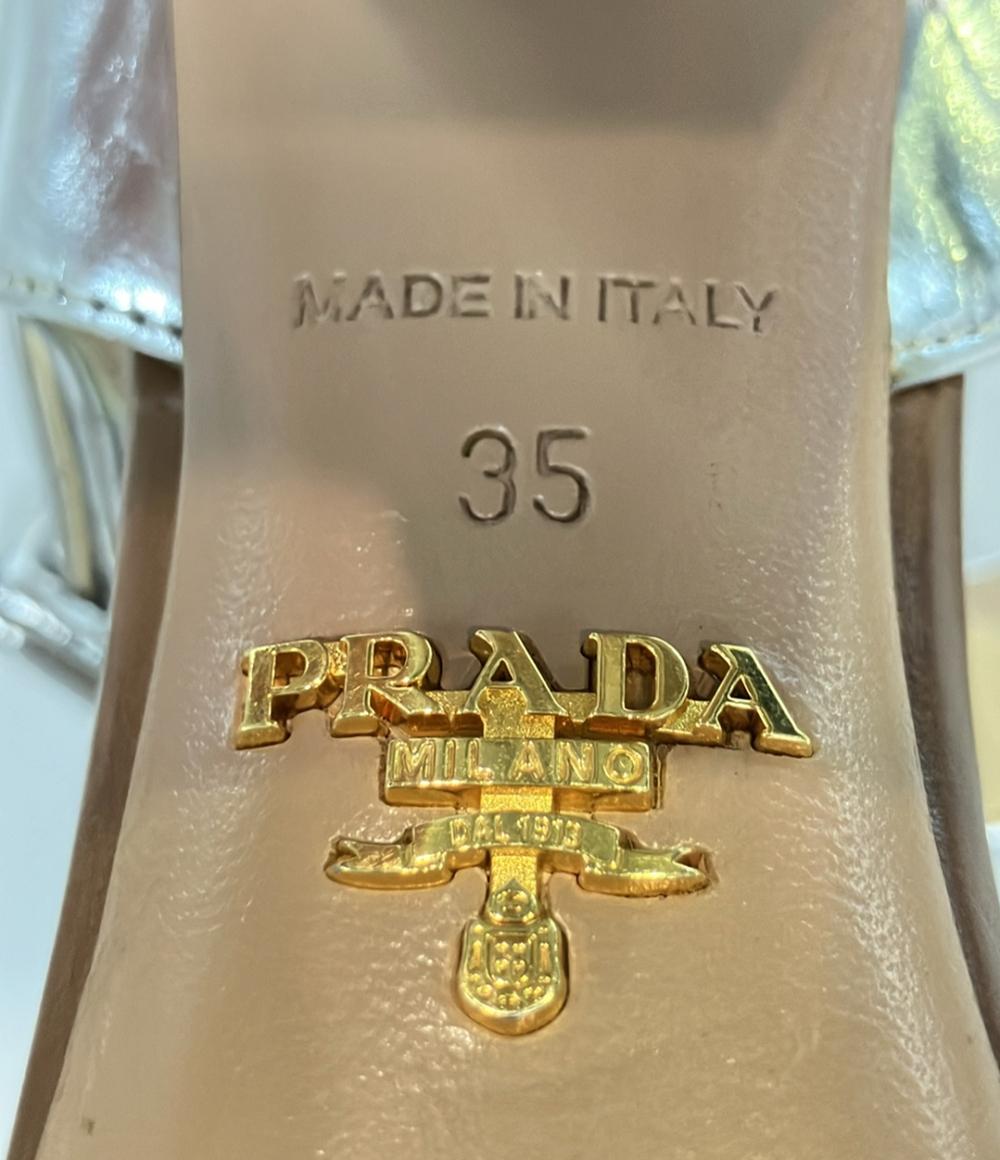 MADE IN ITALY
35
PRADA
MILANO
DAL 1913